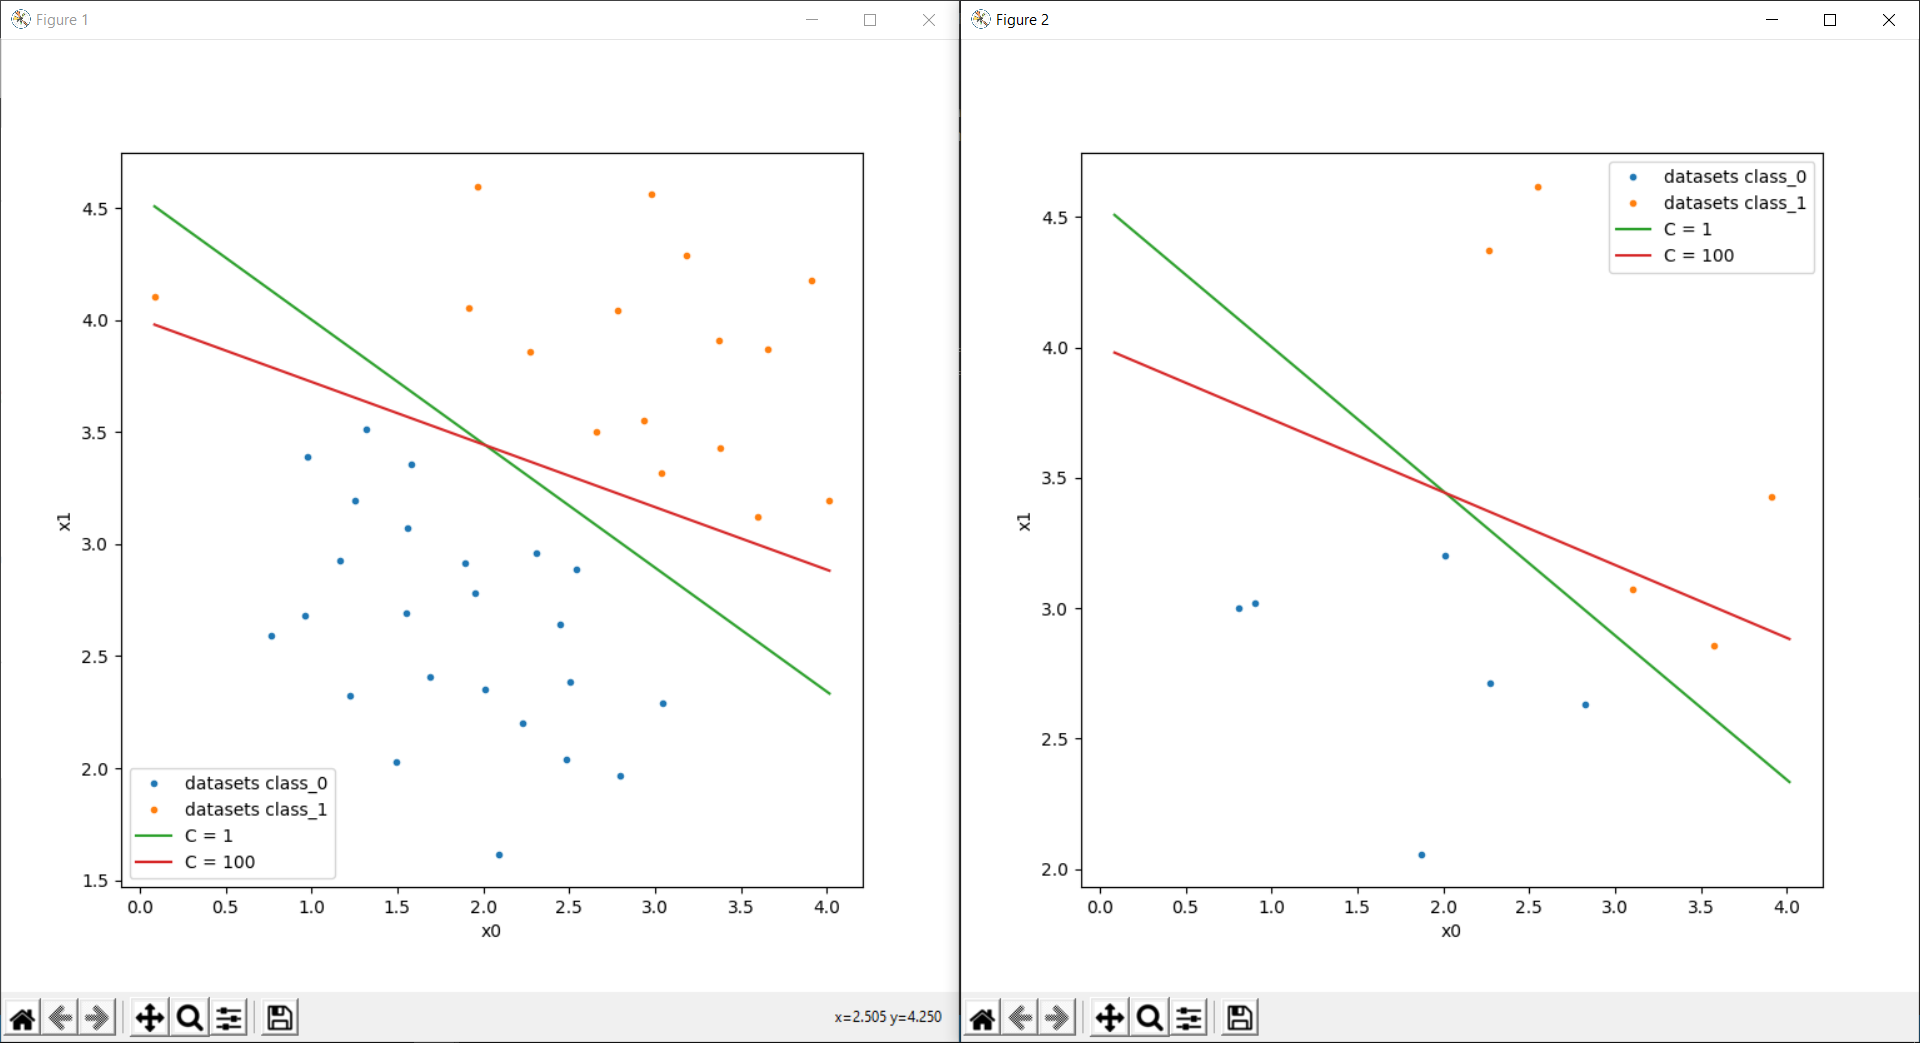 Figure 1
4.5
4.0
3.5
3.0
2.5
2.0
1.5
x1
datasets class_0
datasets class_1
C = 1
C = 100
0.0 0.5 1.0 1.5 2.0 2.5 3.0 3.5 4.0
x0
x=2.505 y=4.250
Figure 2
datasets class_0
datasets class_1
C = 1
C = 100
4.5
4.0
3.5
3.0
2.5
2.0
x1
0.0 0.5 1.0 1.5 2.0 2.5 3.0 3.5 4.0
x0